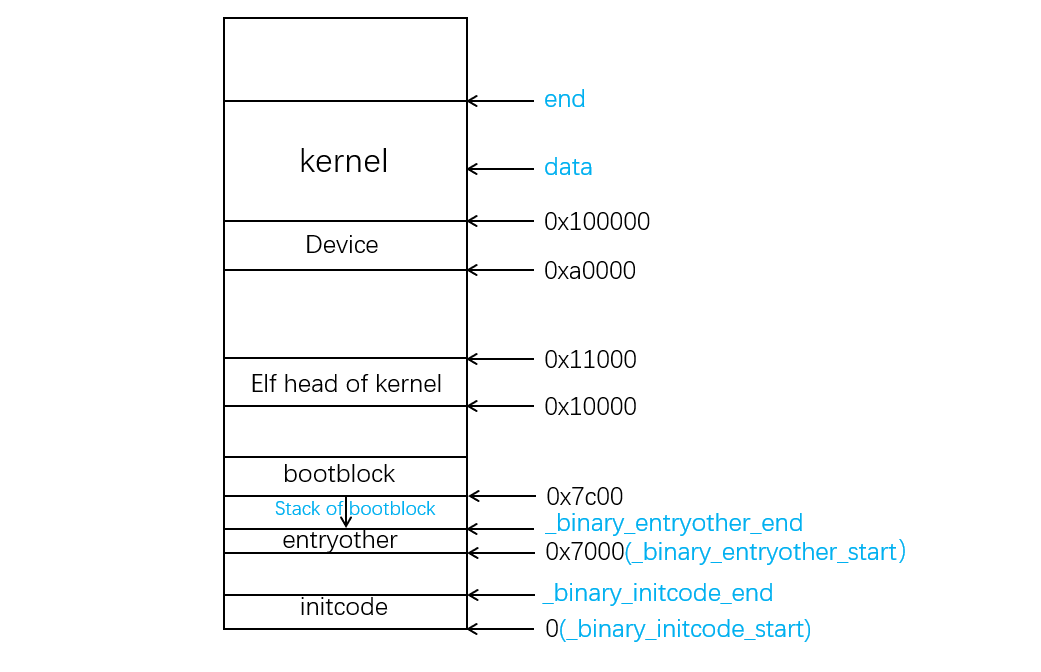 end
kernel
data
0x100000
Device
0xa0000
0x11000
Elf head of kernel
0x10000
bootblock
0x7c00
Stack of bootblock
_binary_entryother_end
entryother
0x7000(_binary_entryother_start)
_binary_initcode_end
initcode
0(_binary_initcode_start)